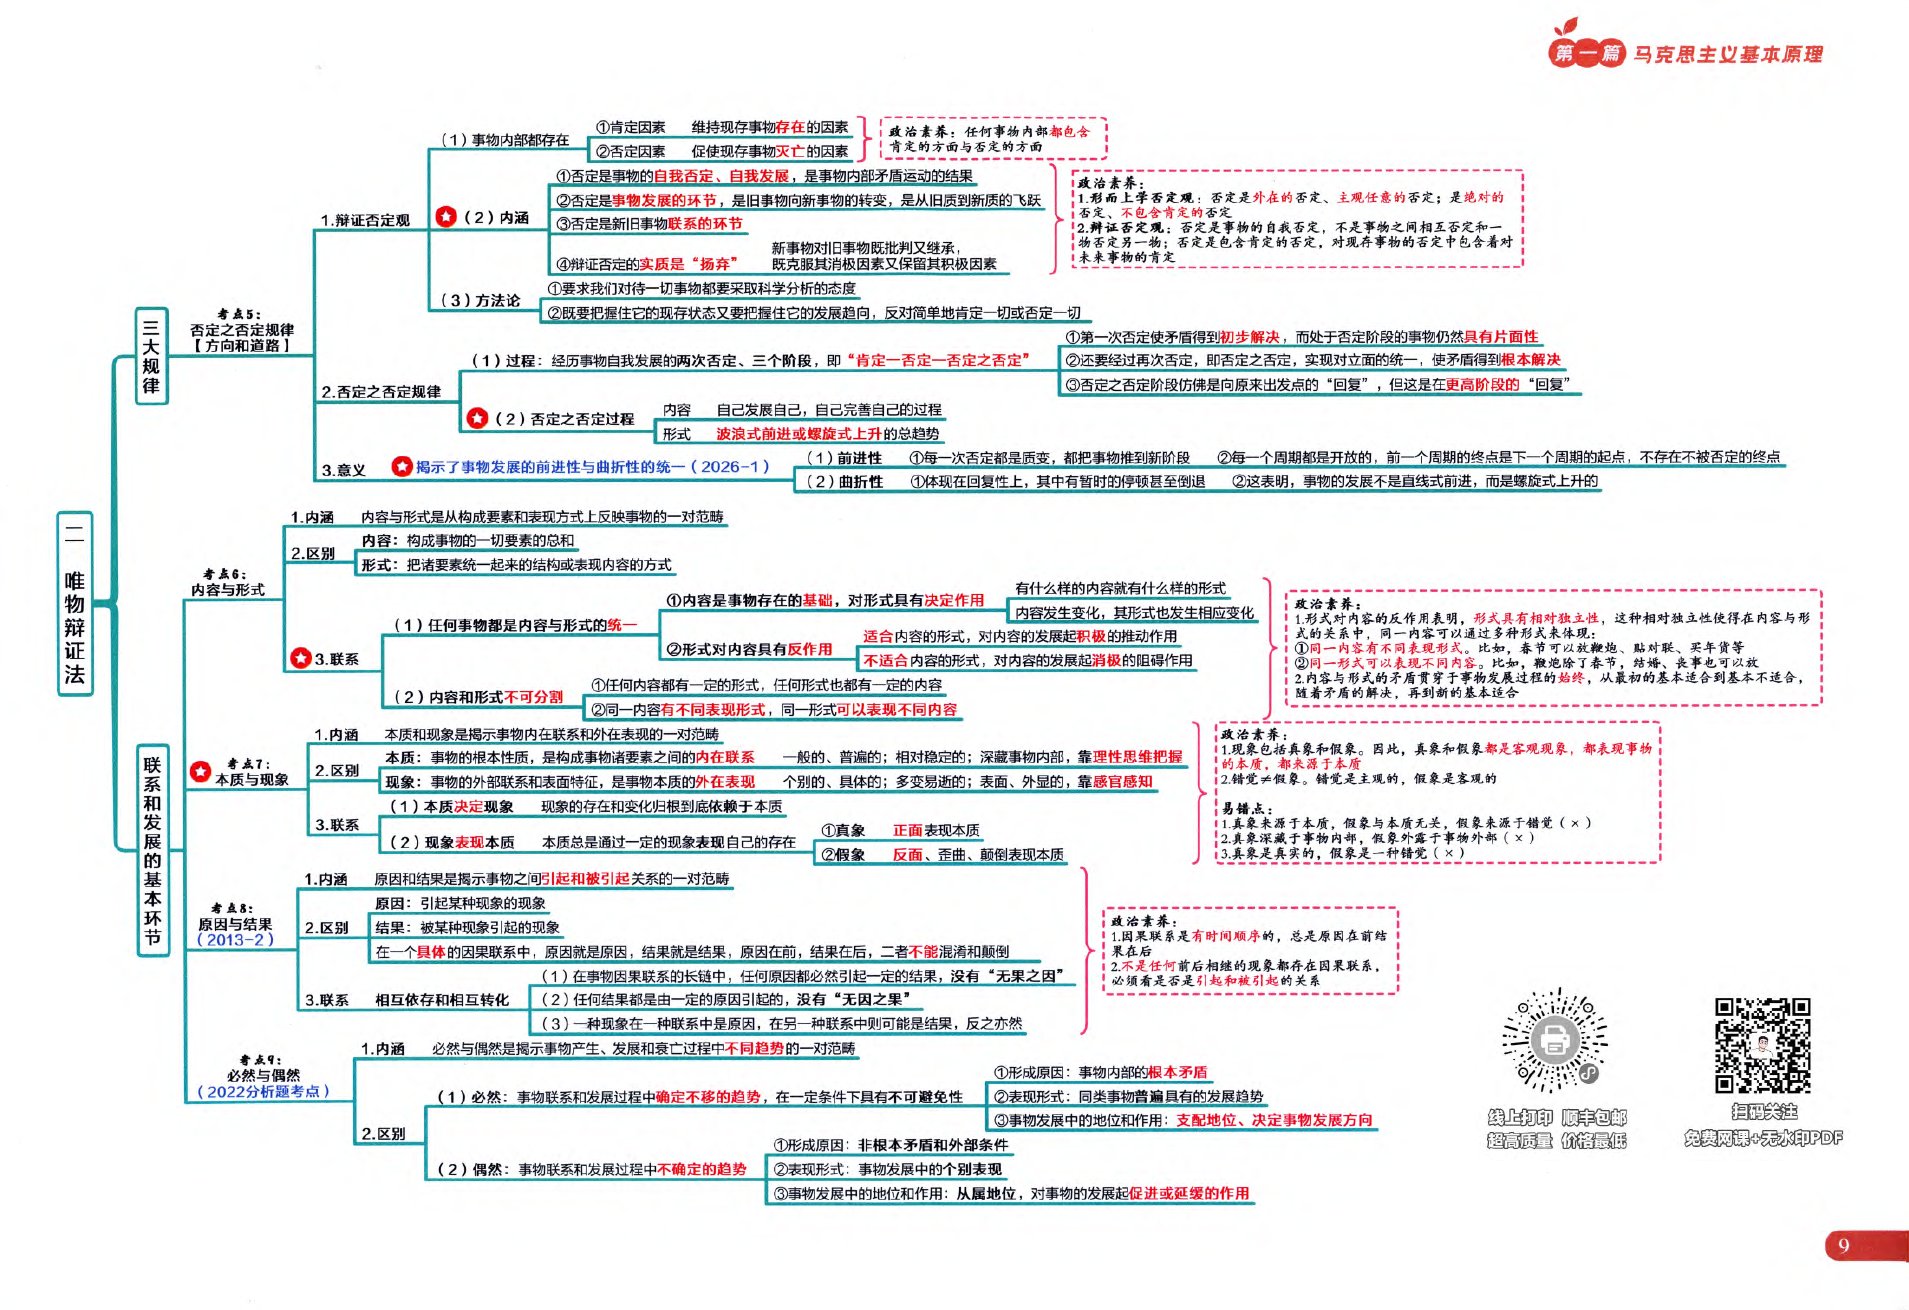 第一篇 马克思主义基本原理
二 唯物辩证法
三大规律
考点5：
否定之否定规律
【方向和道路】
1.辩证否定观
（1）事物内部都存在
①肯定因素 维持现存事物存在的因素
②否定因素 促使现存事物灭亡的因素
政治素养：任何事物内部都包含
肯定的方面与否定的方面
（2）内涵
①否定是事物的自我否定、自我发展，是事物内部矛盾运动的结果
②否定是事物发展的环节，是旧事物向新事物的转变，是从旧质到新质的飞跃
③否定是新旧事物联系的环节
④辩证否定的实质是“扬弃”
新事物对旧事物既批判又继承，
既克服其消极因素又保留其积极因素
政治素养：
1.形而上学否定观：否定是外在的否定、主观任意的否定；是绝对的
否定、不包含肯定的否定
2.辩证否定观：否定是事物的自我否定，不是事物之间相互否定和一
物否定另一物；否定是包含肯定的否定，对现存事物的否定中包含着对
未来事物的肯定
（3）方法论
①要求我们对待一切事物都要采取科学分析的态度
②既要把握住它的现存状态又要把握住它的发展趋向，反对简单地肯定一切或否定一切
2.否定之否定规律
（1）过程：经历事物自我发展的两次否定、三个阶段，即“肯定—否定—否定之否定”
①第一次否定使矛盾得到初步解决，而处于否定阶段的事物仍然具有片面性
②还要经过再次否定，即否定之否定，实现对立面的统一，使矛盾得到根本解决
③否定之否定阶段仿佛是向原来出发点的“回复”，但这是在更高阶段的“回复”
（2）否定之否定过程
内容 自己发展自己，自己完善自己的过程
形式 波浪式前进或螺旋式上升的总趋势
3.意义
揭示了事物发展的前进性与曲折性的统一（2026-1）
（1）前进性 ①每一次否定都是质变，都把事物推到新阶段 ②每一个周期都是开放的，前一个周期的终点是下一个周期的起点，不存在不被否定的终点
（2）曲折性 ①体现在回复性上，其中有暂时的停顿甚至倒退 ②这表明，事物的发展不是直线式前进，而是螺旋式上升的
联系和发展的基本环节
考点6：
内容与形式
1.内涵 内容与形式是从构成要素和表现方式上反映事物的一对范畴
2.区别
内容：构成事物的一切要素的总和
形式：把诸要素统一起来的结构或表现内容的方式
3.联系
（1）任何事物都是内容与形式的统一
①内容是事物存在的基础，对形式具有决定作用
有什么样的内容就有什么样的形式
内容发生变化，其形式也发生相应变化
②形式对内容具有反作用
适合内容的形式，对内容的发展起积极的推动作用
不适合内容的形式，对内容的发展起消极的阻碍作用
（2）内容和形式不可分割
①任何内容都有一定的形式，任何形式也都有一定的内容
②同一内容有不同表现形式，同一形式可以表现不同内容
政治素养：
1.形式对内容的反作用表明，形式具有相对独立性，这种相对独立性使得在内容与形
式的关系中，同一内容可以通过多种形式来体现：
①同一内容有不同表现形式。比如，春节可以放鞭炮、贴对联、买年货等
②同一形式可以表现不同内容。比如，鞭炮除了春节，结婚、丧事也可以放
2.内容与形式的矛盾贯穿于事物发展过程的始终，从最初的基本适合到基本不适合，
随着矛盾的解决，再到新的基本适合
考点7：
本质与现象
1.内涵 本质和现象是揭示事物内在联系和外在表现的一对范畴
2.区别
本质：事物的根本性质，是构成事物诸要素之间的内在联系 一般的、普遍的；相对稳定的；深藏事物内部，靠理性思维把握
现象：事物的外部联系和表面特征，是事物本质的外在表现 个别的、具体的；多变易逝的；表面、外显的，靠感官感知
3.联系
（1）本质决定现象 现象的存在和变化归根到底依赖于本质
（2）现象表现本质 本质总是通过一定的现象表现自己的存在
①真象 正面表现本质
②假象 反面、歪曲、颠倒表现本质
政治素养：
1.现象包括真象和假象。因此，真象和假象都是客观现象，都表现事物
的本质，都来源于本质
2.错觉≠假象。错觉是主观的，假象是客观的
易错点：
1.真象来源于本质，假象与本质无关，假象来源于错觉（×）
2.真象深藏于事物内部，假象外露于事物外部（×）
3.真象是真实的，假象是一种错觉（×）
考点8：
原因与结果
（2013-2）
1.内涵 原因和结果是揭示事物之间引起和被引起关系的一对范畴
2.区别
原因：引起某种现象的现象
结果：被某种现象引起的现象
在一个具体的因果联系中，原因就是原因，结果就是结果，原因在前，结果在后，二者不能混淆和颠倒
3.联系 相互依存和相互转化
（1）在事物因果联系的长链中，任何原因都必然引起一定的结果，没有“无果之因”
（2）任何结果都是由一定的原因引起的，没有“无因之果”
（3）一种现象在一种联系中是原因，在另一种联系中则可能是结果，反之亦然
政治素养：
1.因果联系是有时间顺序的，总是原因在前结
果在后
2.不是任何前后相继的现象都存在因果联系，
必须看是否是引起和被引起的关系
考点9：
必然与偶然
（2022分析题考点）
1.内涵 必然与偶然是揭示事物产生、发展和衰亡过程中不同趋势的一对范畴
2.区别
（1）必然：事物联系和发展过程中确定不移的趋势，在一定条件下具有不可避免性
①形成原因：事物内部的根本矛盾
②表现形式：同类事物普遍具有的发展趋势
③事物发展中的地位和作用：支配地位、决定事物发展方向
（2）偶然：事物联系和发展过程中不确定的趋势
①形成原因：非根本矛盾和外部条件
②表现形式：事物发展中的个别表现
③事物发展中的地位和作用：从属地位，对事物的发展起促进或延缓的作用
线上打印 顺丰包邮
超高质量 价格最低
扫码关注
免费网课+无水印PDF
9